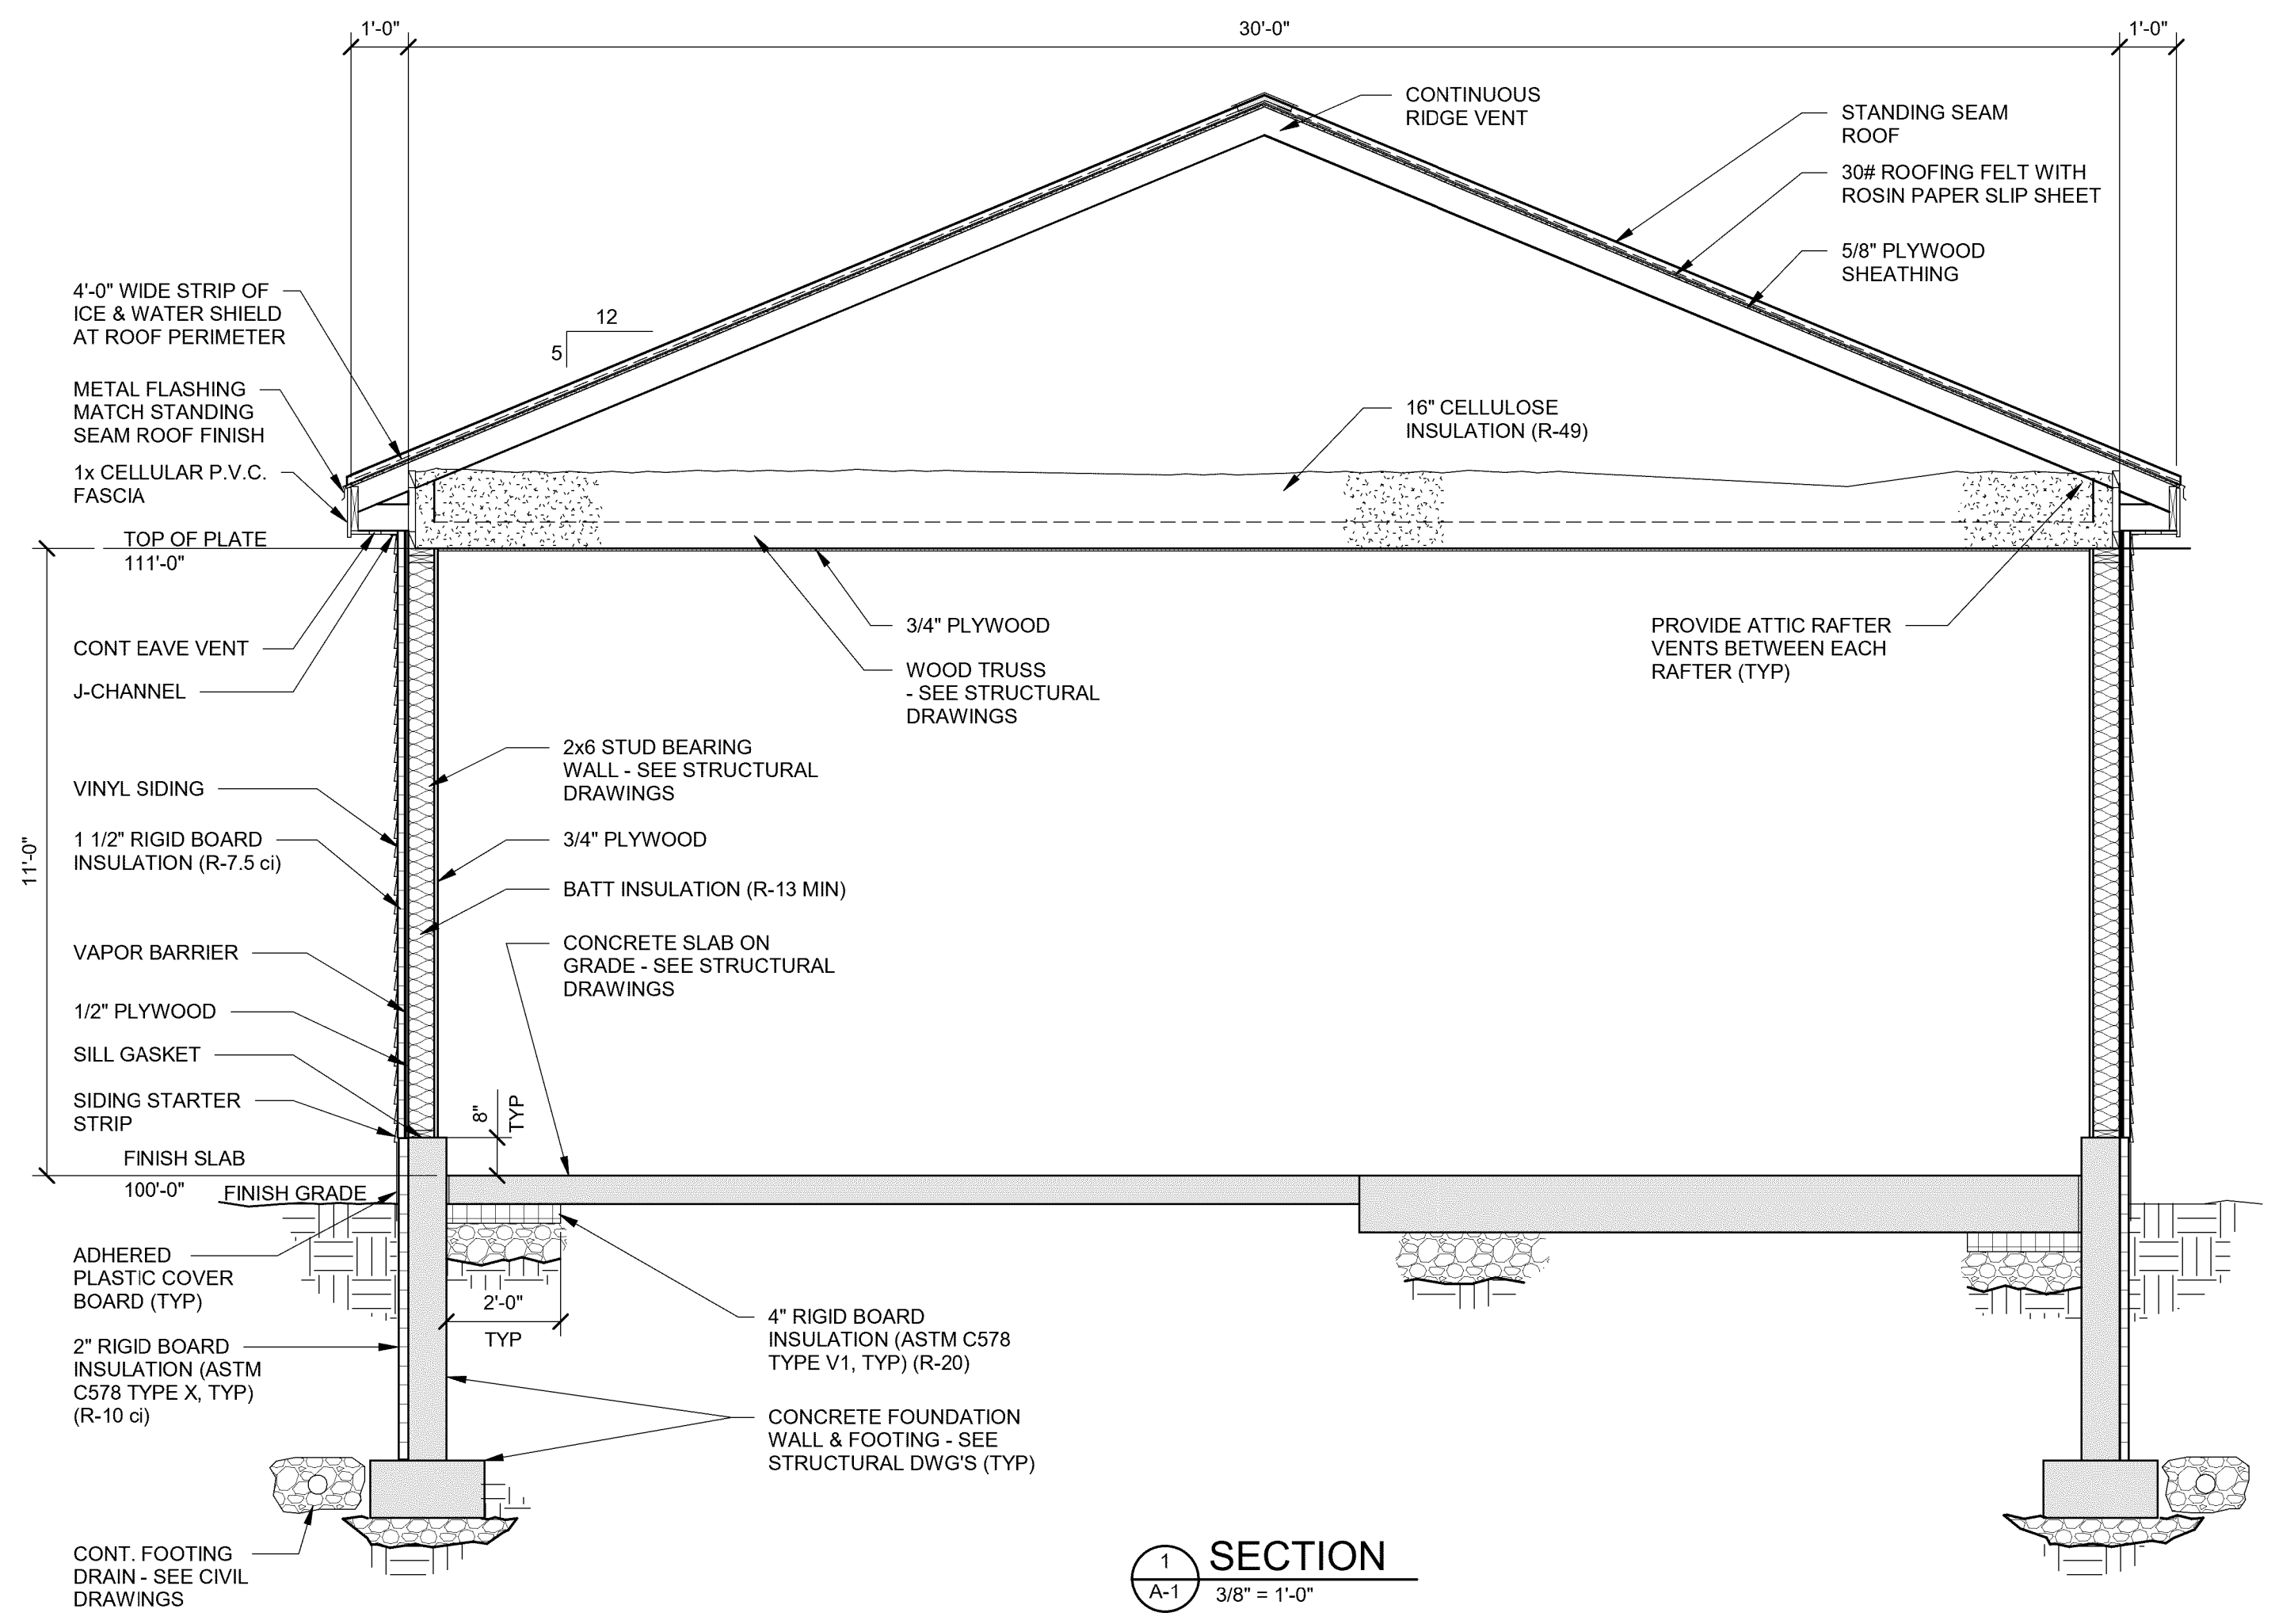 1'-0"
30'-0"
1'-0"
CONTINUOUS
RIDGE VENT
STANDING SEAM
ROOF
30# ROOFING FELT WITH
ROSIN PAPER SLIP SHEET
5/8" PLYWOOD
SHEATHING
4'-0" WIDE STRIP OF
ICE & WATER SHIELD
AT ROOF PERIMETER
12
5
METAL FLASHING
MATCH STANDING
SEAM ROOF FINISH
16" CELLULOSE
INSULATION (R-49)
1x CELLULAR P.V.C.
FASCIA
TOP OF PLATE
111'-0"
CONT EAVE VENT
J-CHANNEL
3/4" PLYWOOD
WOOD TRUSS
- SEE STRUCTURAL
DRAWINGS
PROVIDE ATTIC RAFTER
VENTS BETWEEN EACH
RAFTER (TYP)
2x6 STUD BEARING
WALL - SEE STRUCTURAL
DRAWINGS
VINYL SIDING
1 1/2" RIGID BOARD
INSULATION (R-7.5 ci)
3/4" PLYWOOD
BATT INSULATION (R-13 MIN)
11'-0"
VAPOR BARRIER
CONCRETE SLAB ON
GRADE - SEE STRUCTURAL
DRAWINGS
1/2" PLYWOOD
SILL GASKET
SIDING STARTER
STRIP
8"
TYP
FINISH SLAB
100'-0"
FINISH GRADE
ADHERED
PLASTIC COVER
BOARD (TYP)
2'-0"
TYP
2" RIGID BOARD
INSULATION (ASTM
C578 TYPE X, TYP)
(R-10 ci)
4" RIGID BOARD
INSULATION (ASTM C578
TYPE V1, TYP) (R-20)
CONCRETE FOUNDATION
WALL & FOOTING - SEE
STRUCTURAL DWG'S (TYP)
CONT. FOOTING
DRAIN - SEE CIVIL
DRAWINGS
1
A-1
SECTION
3/8" = 1'-0"